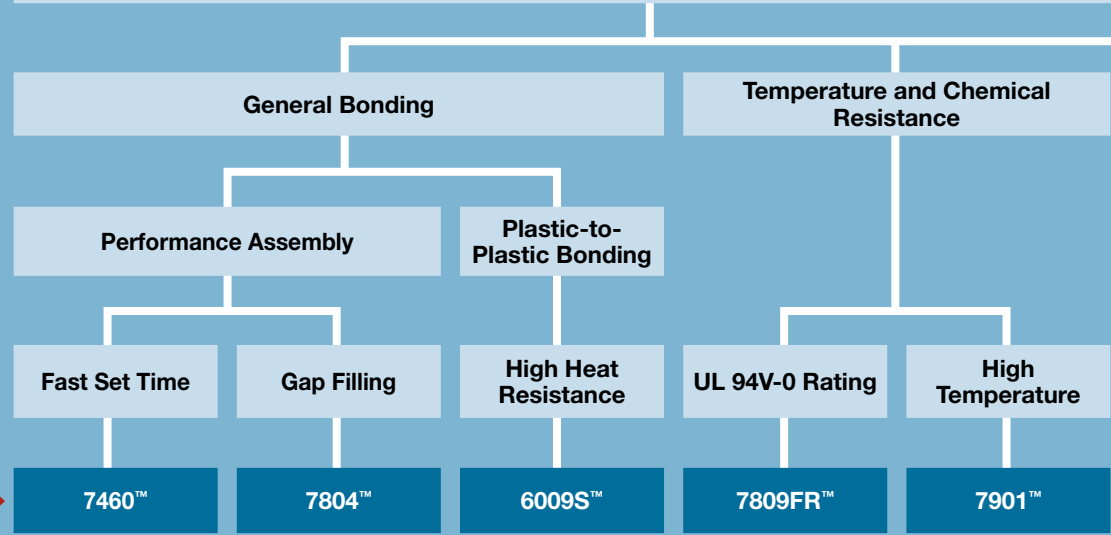 General Bonding
Temperature and Chemical
Resistance
Performance Assembly
Plastic-to-
Plastic Bonding
Fast Set Time
Gap Filling
High Heat
Resistance
UL 94V-0 Rating
High
Temperature
7460™
7804™
6009S™
7809FR™
7901™